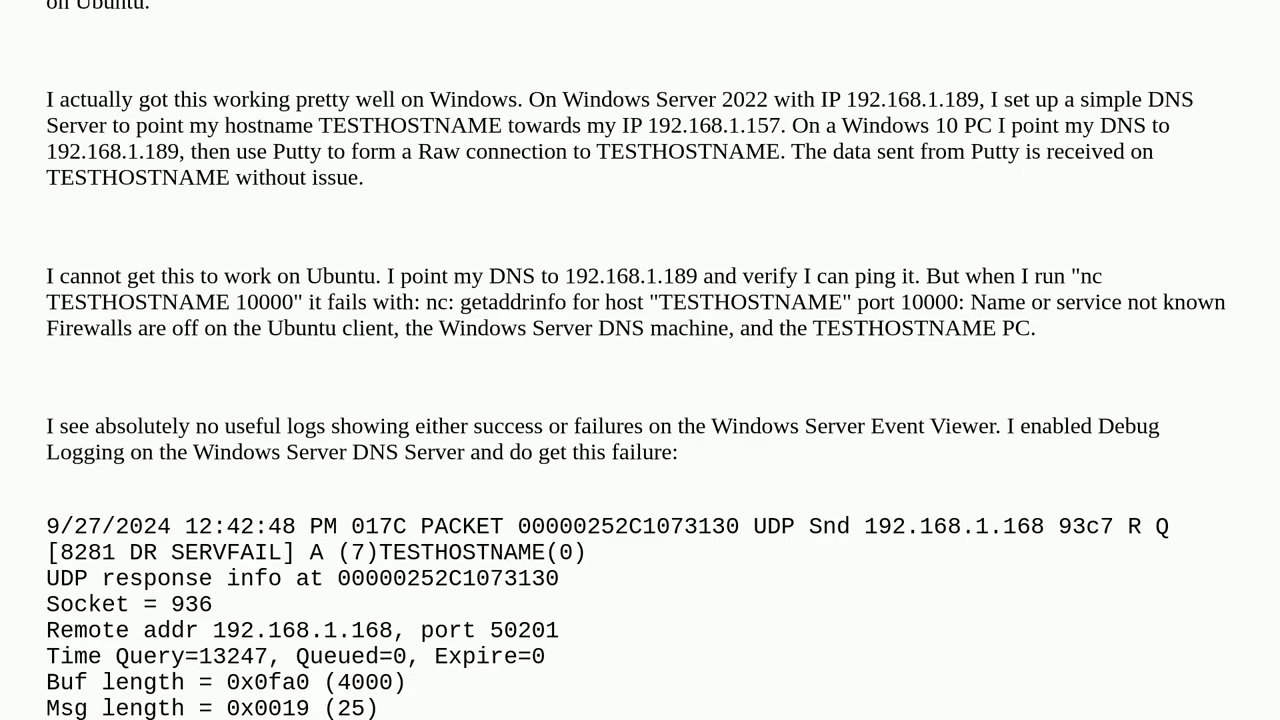 on Ubuntu.
I actually got this working pretty well on Windows. On Windows Server 2022 with IP 192.168.1.189, I set up a simple DNS
Server to point my hostname TESTHOSTNAME towards my IP 192.168.1.157. On a Windows 10 PC I point my DNS to
192.168.1.189, then use Putty to form a Raw connection to TESTHOSTNAME. The data sent from Putty is received on
TESTHOSTNAME without issue.
I cannot get this to work on Ubuntu. I point my DNS to 192.168.1.189 and verify I can ping it. But when I run "nc
TESTHOSTNAME 10000" it fails with: nc: getaddrinfo for host "TESTHOSTNAME" port 10000: Name or service not known
Firewalls are off on the Ubuntu client, the Windows Server DNS machine, and the TESTHOSTNAME PC.
I see absolutely no useful logs showing either success or failures on the Windows Server Event Viewer. I enabled Debug
Logging on the Windows Server DNS Server and do get this failure:
9/27/2024 12:42:48 PM 017C PACKET 00000252C1073130 UDP Snd 192.168.1.168 93c7 R Q
[8281 DR SERVFAIL] A (7)TESTHOSTNAME(0)
UDP response info at 00000252C1073130
Socket = 936
Remote addr 192.168.1.168, port 50201
Time Query=13247, Queued=0, Expire=0
Buf length = 0x0fa0 (4000)
Msg length = 0x0019 (25)